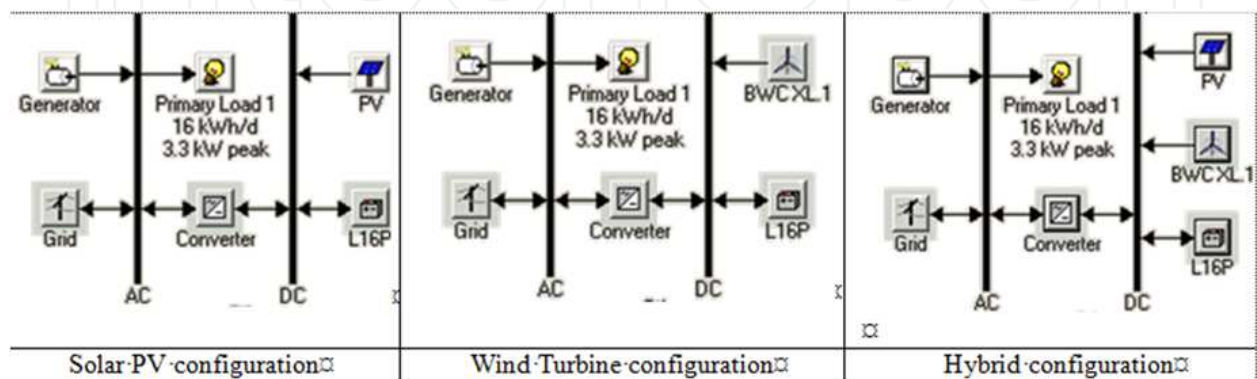 Generator
Primary Load 1
16 kWh/d
3.3 kW peak
PV
Grid
Converter
L16P
AC
DC
¤
Solar·PV·configuration¤
Generator
Primary Load 1
16 kWh/d
3.3 kW peak
BWC XL.1
Grid
Converter
L16P
AC
DC
¤
Wind·Turbine·configuration¤
Generator
Primary Load 1
16 kWh/d
3.3 kW peak
PV
BWC XL.1
Grid
Converter
L16P
AC
DC
¤
Hybrid·configuration¤